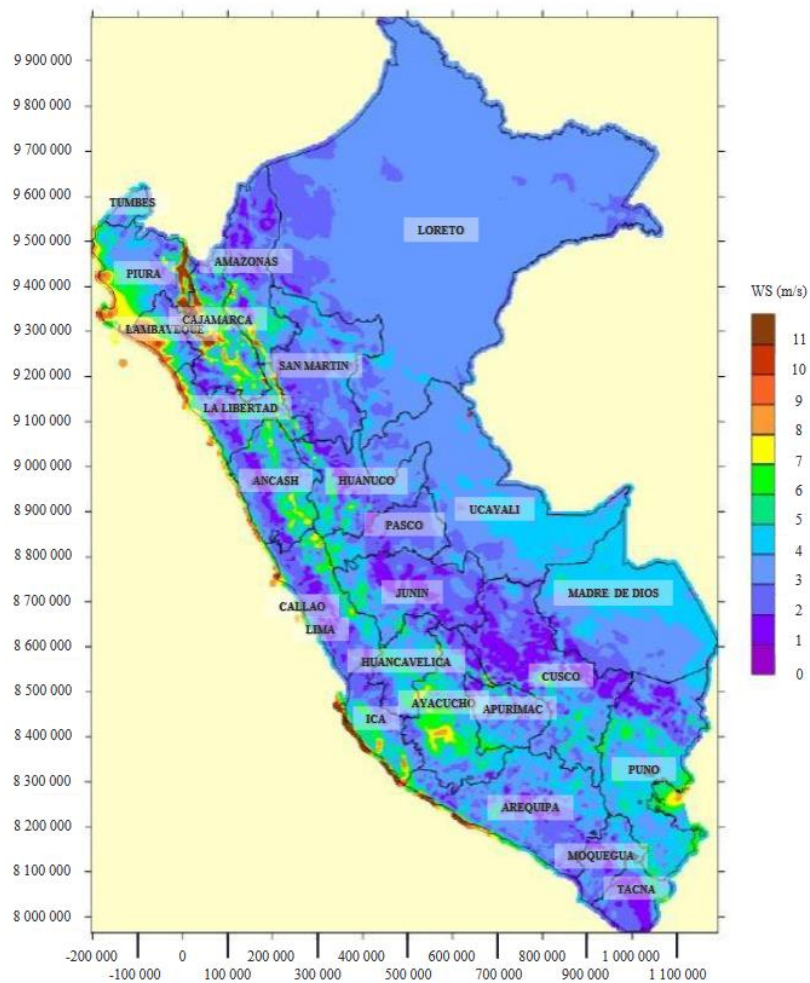 9 900 000
9 800 000
9 700 000
9 600 000
9 500 000
9 400 000
9 300 000
9 200 000
9 100 000
9 000 000
8 900 000
8 800 000
8 700 000
8 600 000
8 500 000
8 400 000
8 300 000
8 200 000
8 100 000
8 000 000
TUMBES
LORETO
AMAZONAS
PIURA
CAJAMARCA
LAMBAYEQUE
SAN MARTIN
LA LIBERTAD
ANCASH
HUANUCO
UCAYALI
PASCO
JUNIN
MADRE DE DIOS
CALLAO
LIMA
HUANCAVELICA
CUSCO
AYACUCHO
APURIMAC
ICA
PUNO
AREQUIPA
MOQUEGUA
TACNA
WS (m/s)
11
10
9
8
7
6
5
4
3
2
1
0
-200 000 0 200 000 400 000 600 000 800 000 1 000 000
-100 000 100 000 300 000 500 000 700 000 900 000 1 100 000